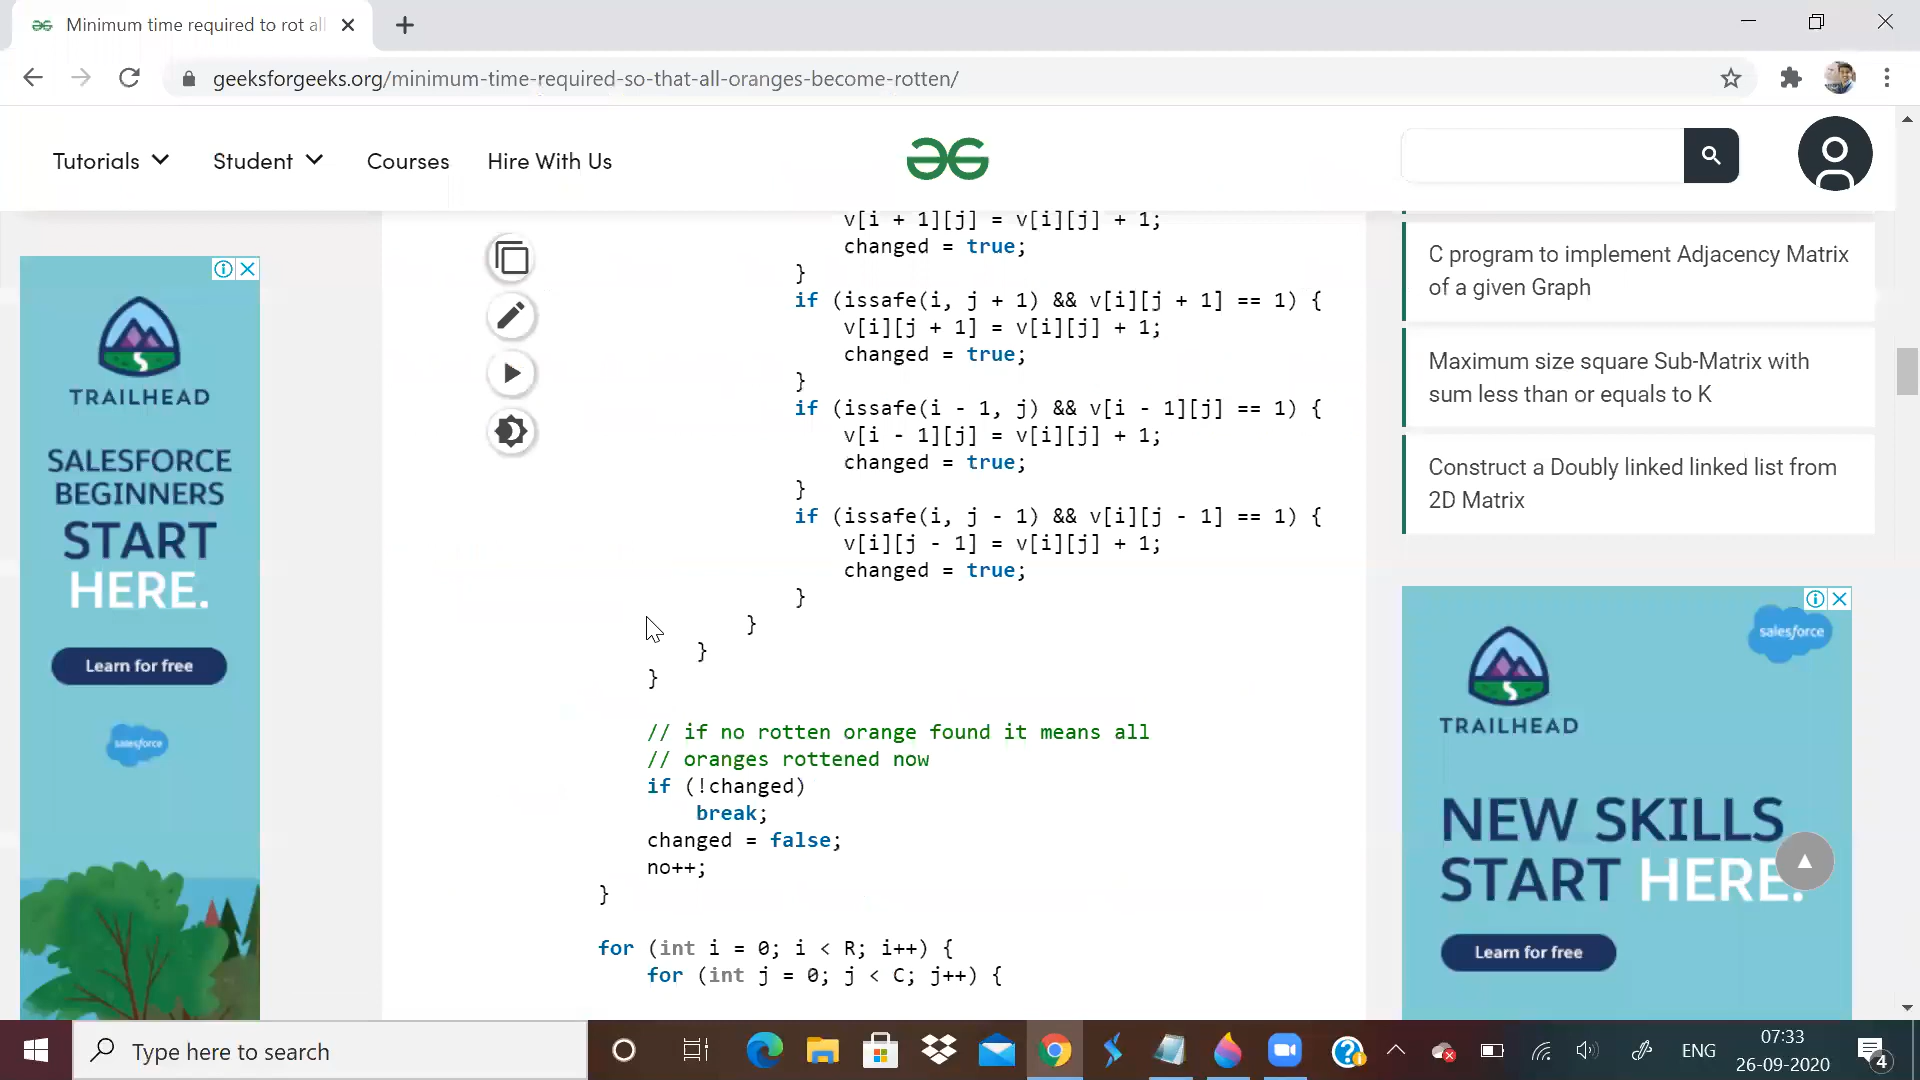 Minimum time required to rot all
geeksforgeeks.org/minimum-time-required-so-that-all-oranges-become-rotten/
Tutorials
Student
Courses
Hire With Us
v[i + 1][j] = v[i][j] + 1;
changed = true;
}
if (issafe(i, j + 1) && v[i][j + 1] == 1) {
v[i][j + 1] = v[i][j] + 1;
changed = true;
}
if (issafe(i - 1, j) && v[i - 1][j] == 1) {
v[i - 1][j] = v[i][j] + 1;
changed = true;
}
if (issafe(i, j - 1) && v[i][j - 1] == 1) {
v[i][j - 1] = v[i][j] + 1;
changed = true;
}
}
}
}
// if no rotten orange found it means all
// oranges rottened now
if (!changed)
break;
changed = false;
no++;
}
for (int i = 0; i < R; i++) {
for (int j = 0; j < C; j++) {
TRAILHEAD
SALESFORCE
BEGINNERS
START
HERE.
Learn for free
salesforce
C program to implement Adjacency Matrix
of a given Graph
Maximum size square Sub-Matrix with
sum less than or equals to K
Construct a Doubly linked linked list from
2D Matrix
salesforce
TRAILHEAD
NEW SKILLS
START HERE.
Learn for free
Type here to search
ENG
07:33
26-09-2020
4